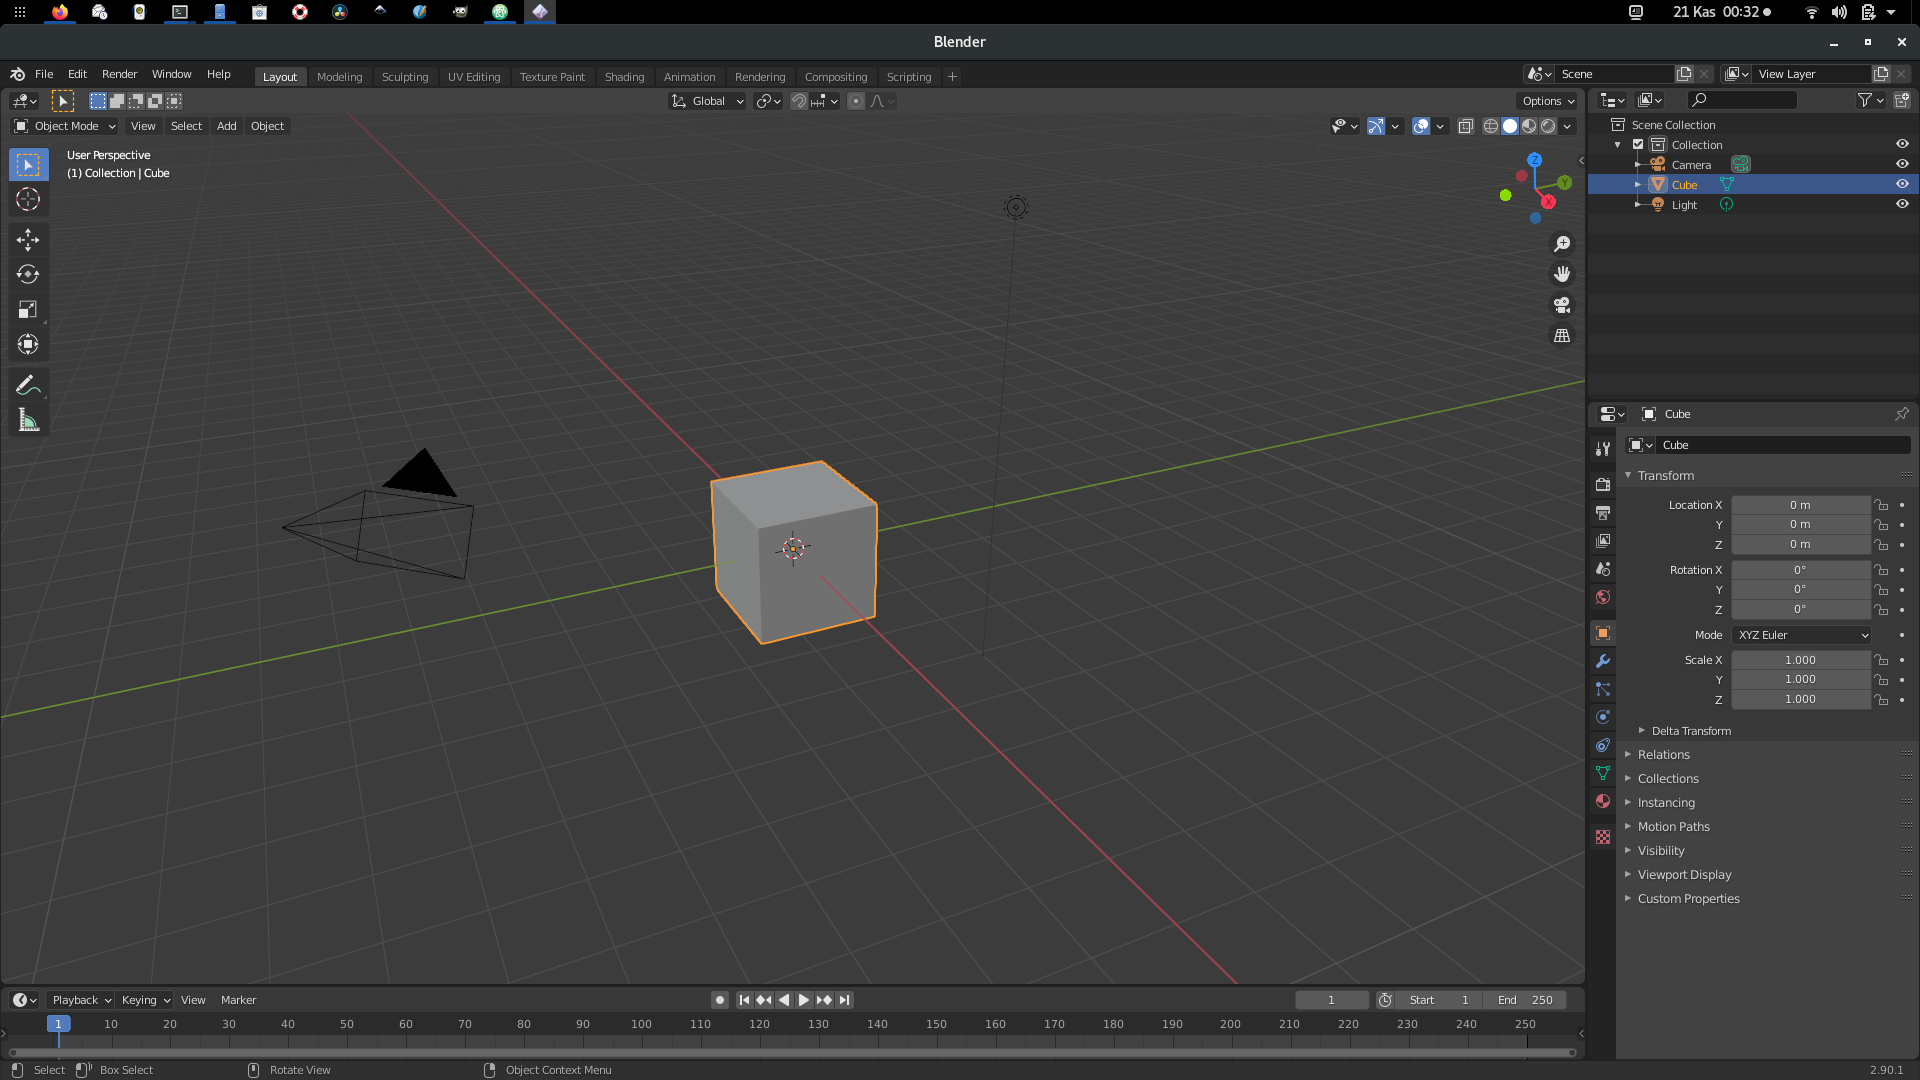 21 Kas 00:32
Blender
File Edit Render Window Help Layout Modeling Sculpting UV Editing Texture Paint Shading Animation Rendering Compositing Scripting Scene View Layer
Global Options
Object Mode View Select Add Object
User Perspective
(1) Collection | Cube
Z
Y
X
Scene Collection
Collection
Camera
Cube
Light
Cube
Cube
Transform
Location X 0 m
Y 0 m
Z 0 m
Rotation X 0°
Y 0°
Z 0°
Mode XYZ Euler
Scale X 1.000
Y 1.000
Z 1.000
Delta Transform
Relations
Collections
Instancing
Motion Paths
Visibility
Viewport Display
Custom Properties
Playback Keying View Marker 1 Start 1 End 250
1 10 20 30 40 50 60 70 80 90 100 110 120 130 140 150 160 170 180 190 200 210 220 230 240 250
Select Box Select Rotate View Object Context Menu 2.90.1